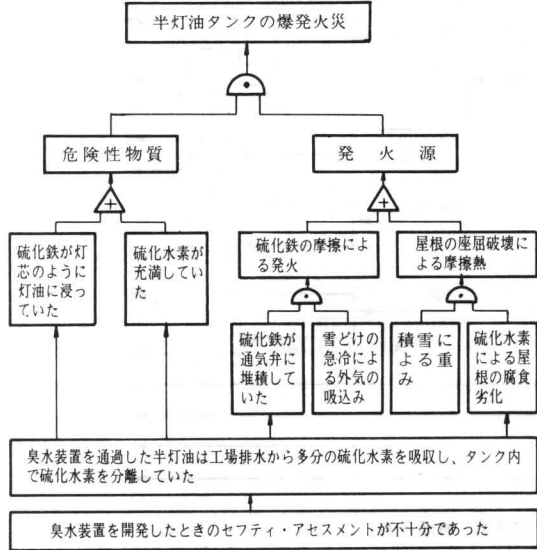 半灯油タンクの爆発火災
危険性物質
発火源
+
+
硫化鉄が灯
芯のように
灯油に浸っ
ていた
硫化水素が
充満してい
た
硫化鉄の摩擦によ
る発火
屋根の座屈破壊に
よる摩擦熱
硫化鉄が
通気弁に
堆積して
いた
雪どけの
急冷によ
る外気の
吸込み
積雪によ
る重み
硫化水素
による屋
根の腐食
劣化
臭水装置を通過した半灯油は工場排水から多分の硫化水素を吸収し、タンク内
で硫化水素を分離していた
臭水装置を開発したときのセフティ・アセスメントが不十分であった